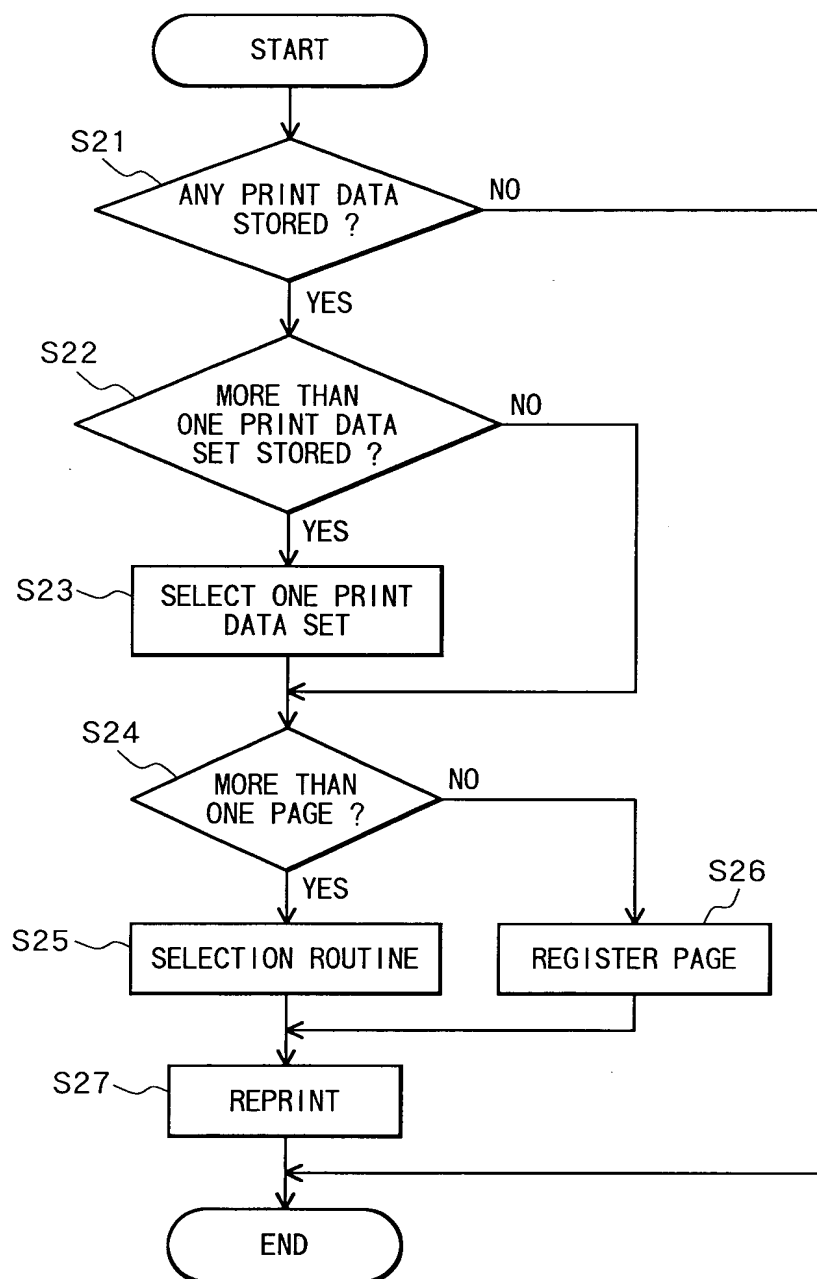 START
S21
ANY PRINT DATA
STORED ?
NO
YES
S22
MORE THAN
ONE PRINT DATA
SET STORED ?
NO
YES
S23
SELECT ONE PRINT
DATA SET
S24
MORE THAN
ONE PAGE ?
NO
YES
S26
S25
SELECTION ROUTINE
REGISTER PAGE
S27
REPRINT
END